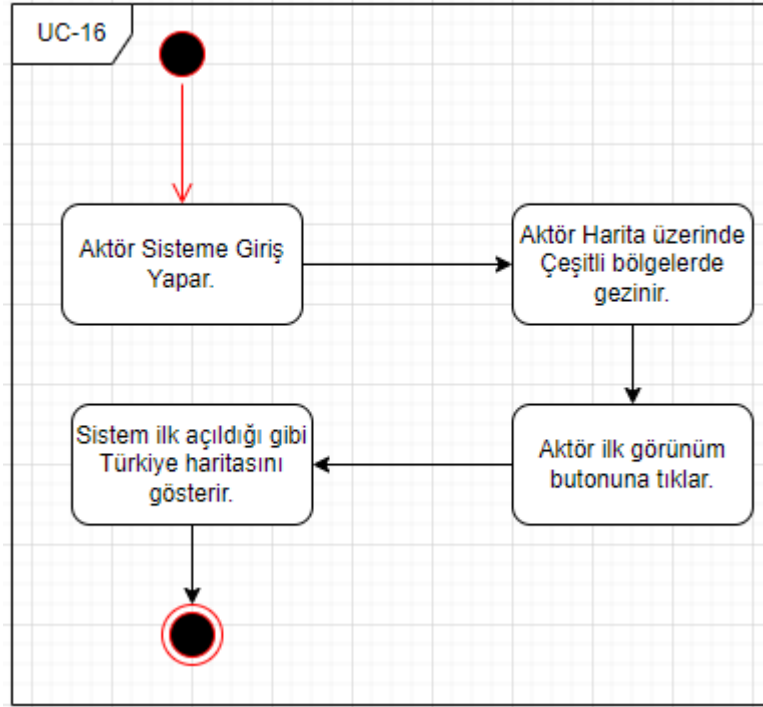 UC-16
Aktör Sisteme Giriş
Yapar.
Aktör Harita üzerinde
Çeşitli bölgelerde
gezinir.
Aktör ilk görünüm
butonuna tıklar.
Sistem ilk açıldığı gibi
Türkiye haritasını
gösterir.